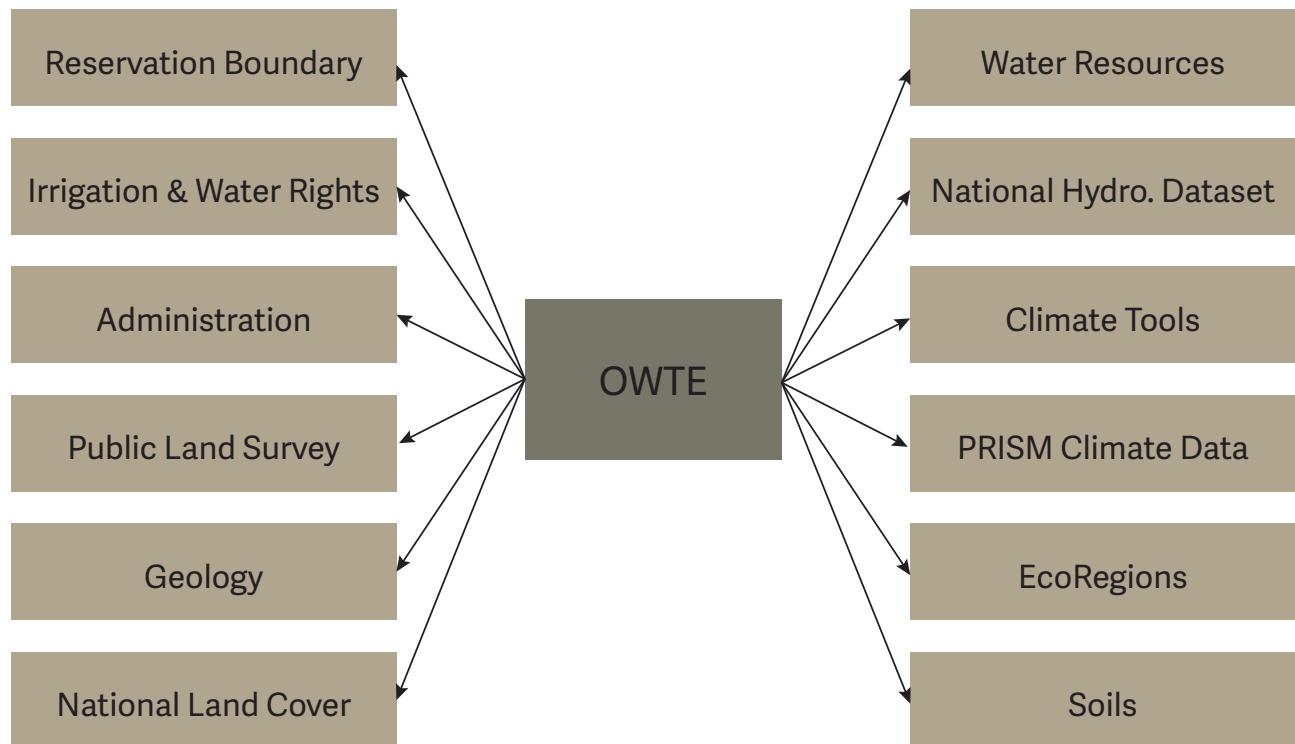 Reservation Boundary
Irrigation & Water Rights
Administration
Public Land Survey
Geology
National Land Cover
OWTE
Water Resources
National Hydro. Dataset
Climate Tools
PRISM Climate Data
EcoRegions
Soils